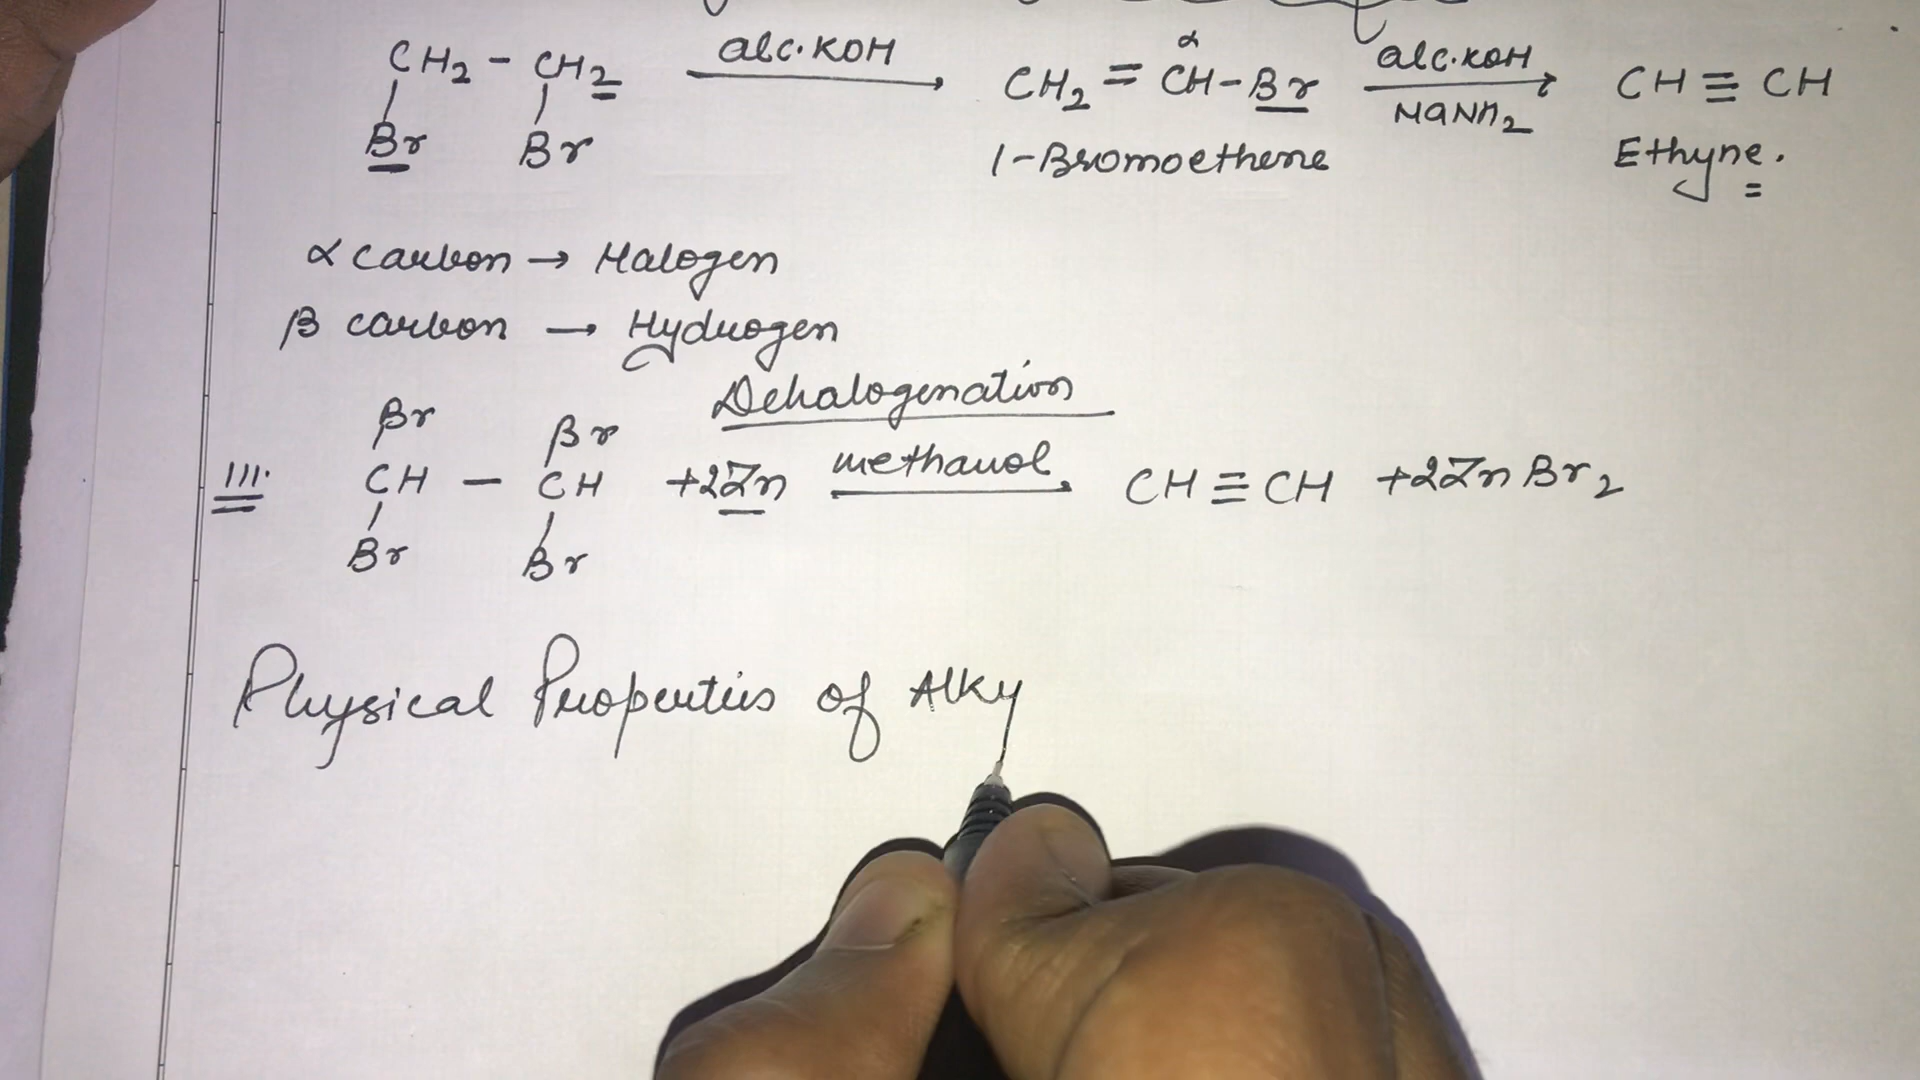 CH₂ - CH₂ alc.KOH CH₂ = CH-Br alc.KOH CH ≡ CH
α
Br Br 1-Bromoethene NaNH₂ Ethyne.
α carbon → Halogen
β carbon → Hydrogen
Dehalogenation
Br Br
III. CH - CH +2Zn methanol CH ≡ CH +2ZnBr₂
Br Br
Physical Properties of Alky